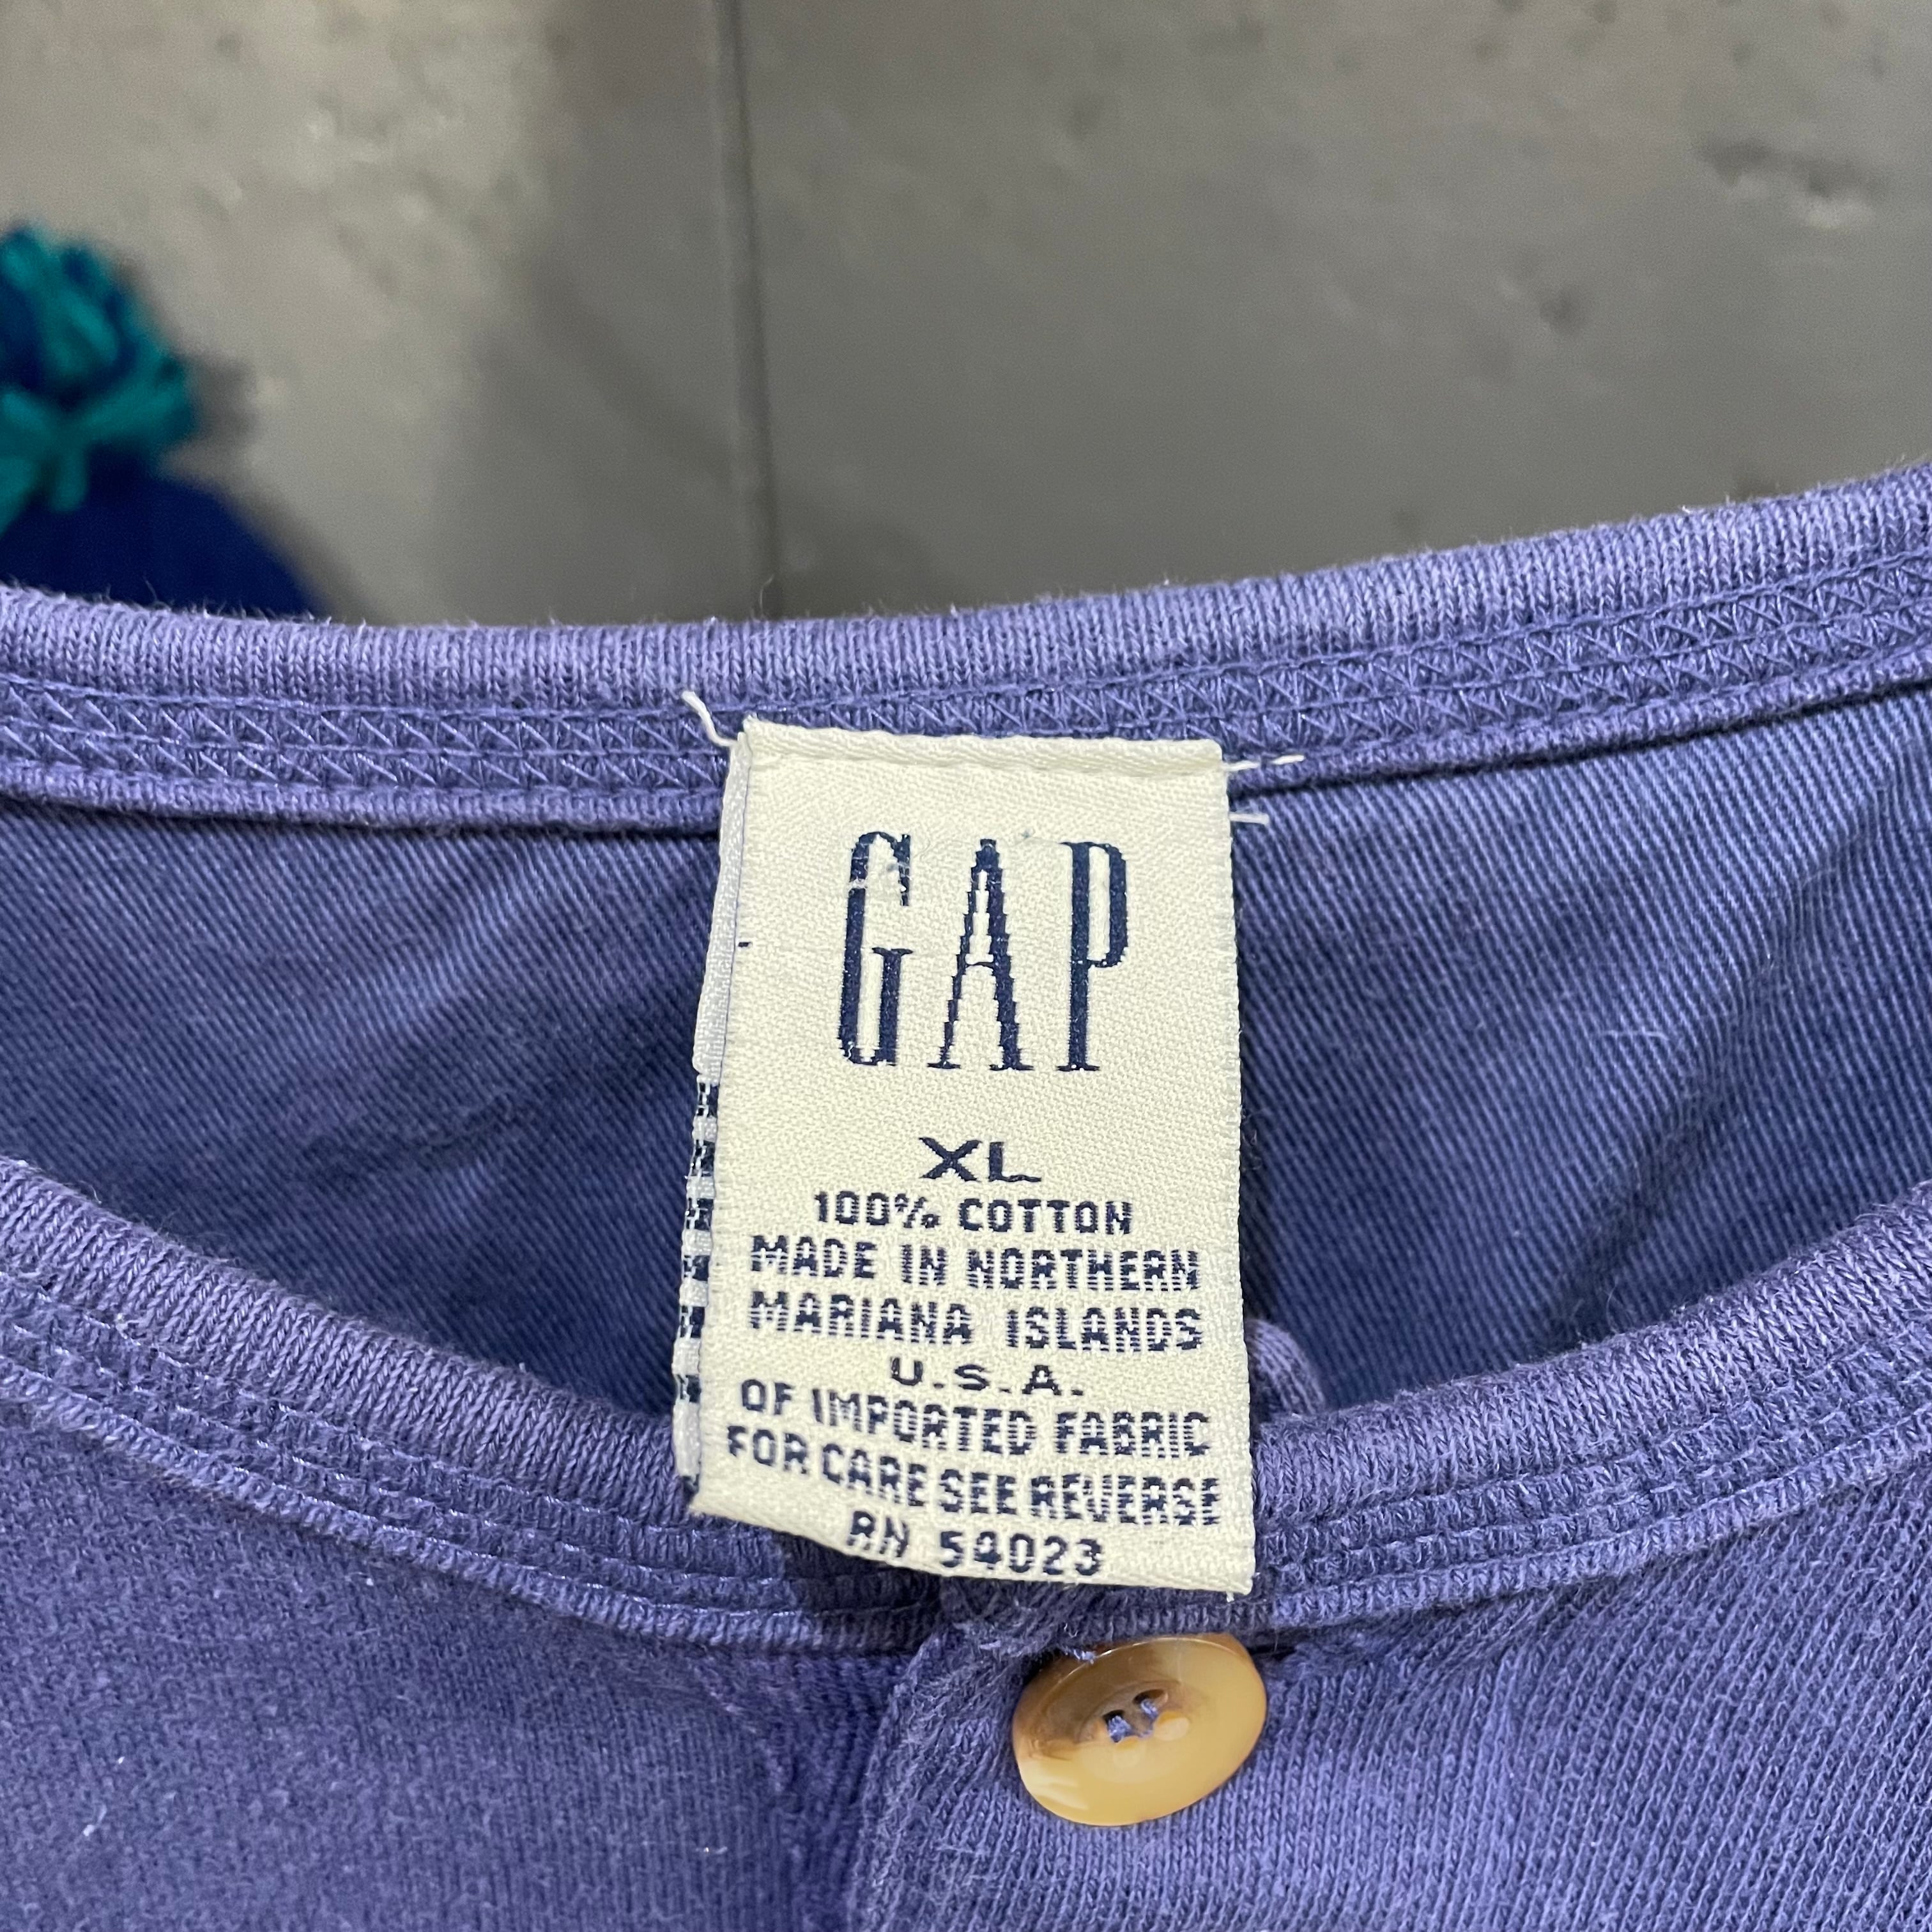 GAP
XL
100% COTTON
MADE IN NORTHERN
MARIANA ISLANDS
U.S.A.
OF IMPORTED FABRIC
FOR CARE SEE REVERSE
RN 54023